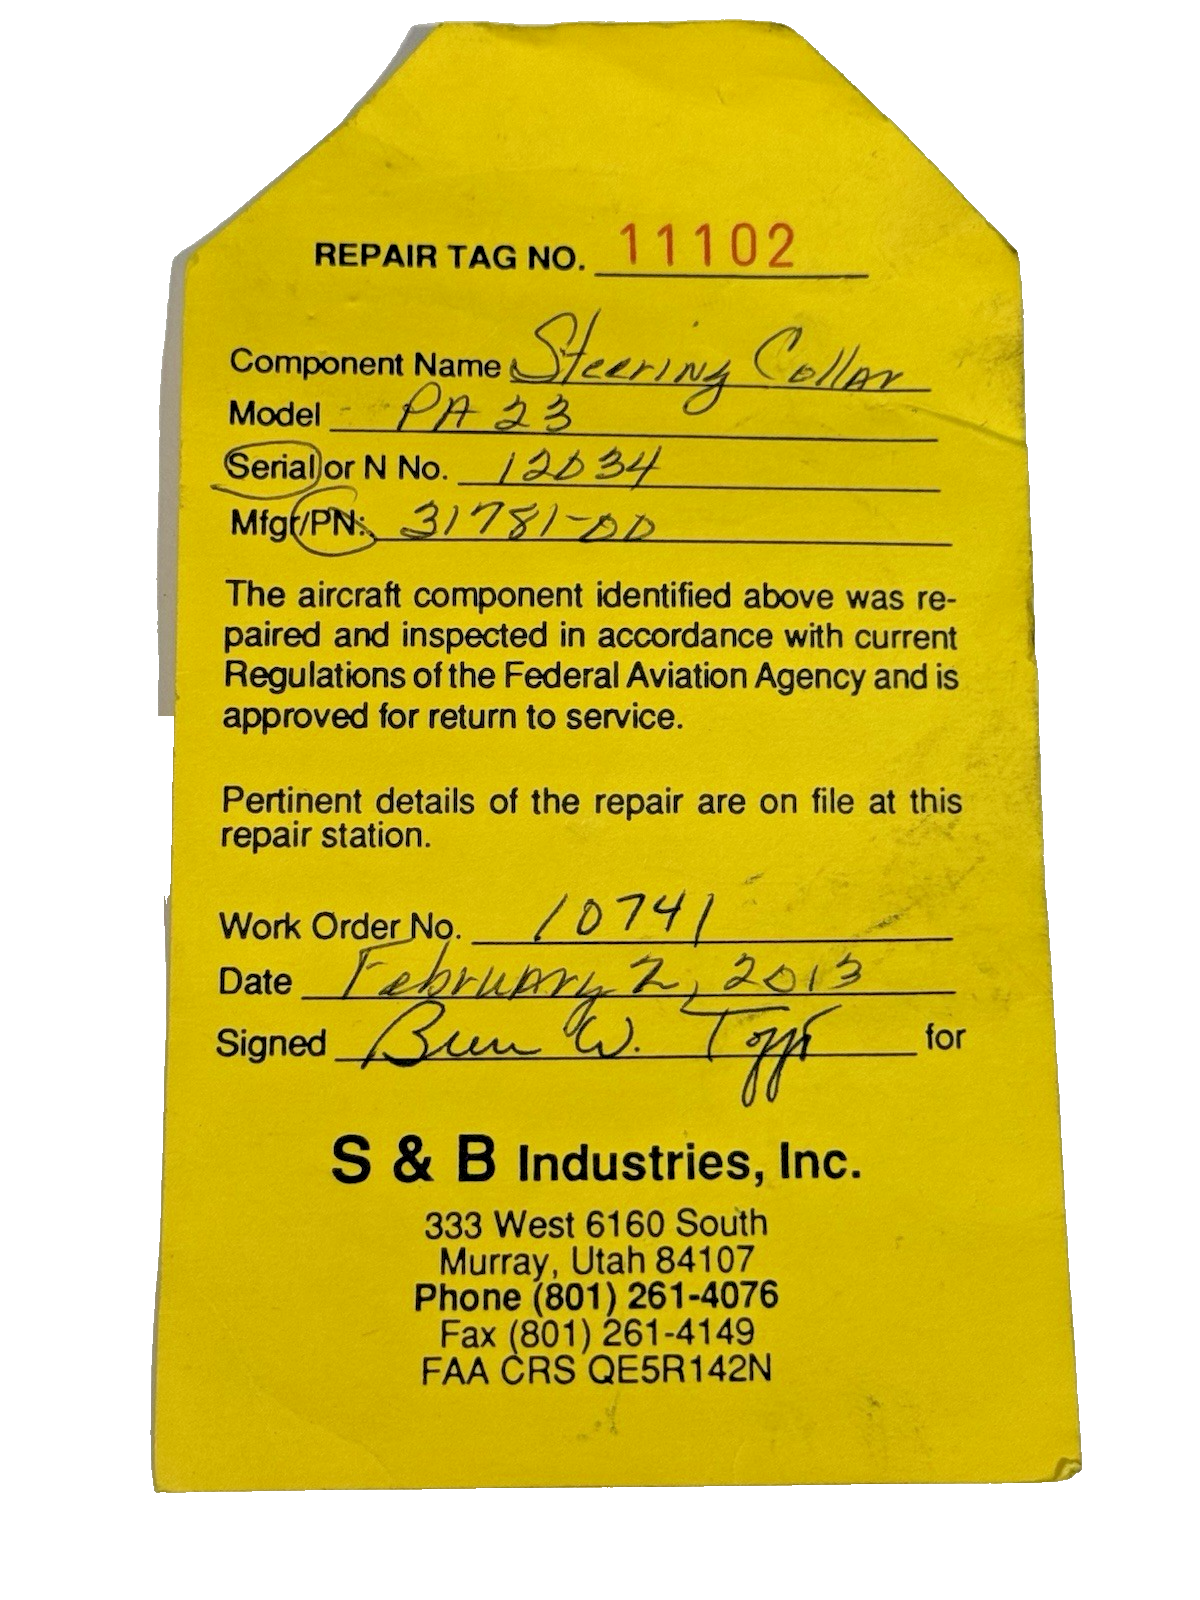 REPAIR TAG NO. 11102
Component Name Steering Collar
Model PA 23
Serial or N No. 12034
Mfgr/PN: 31781-00
The aircraft component identified above was re-
paired and inspected in accordance with current
Regulations of the Federal Aviation Agency and is
approved for return to service.
Pertinent details of the repair are on file at this
repair station.
Work Order No. 10741
Date February 2, 2013
Signed W. for
S & B Industries, Inc.
333 West 6160 South
Murray, Utah 84107
Phone (801) 261-4076
Fax (801) 261-4149
FAA CRS QE5R142N